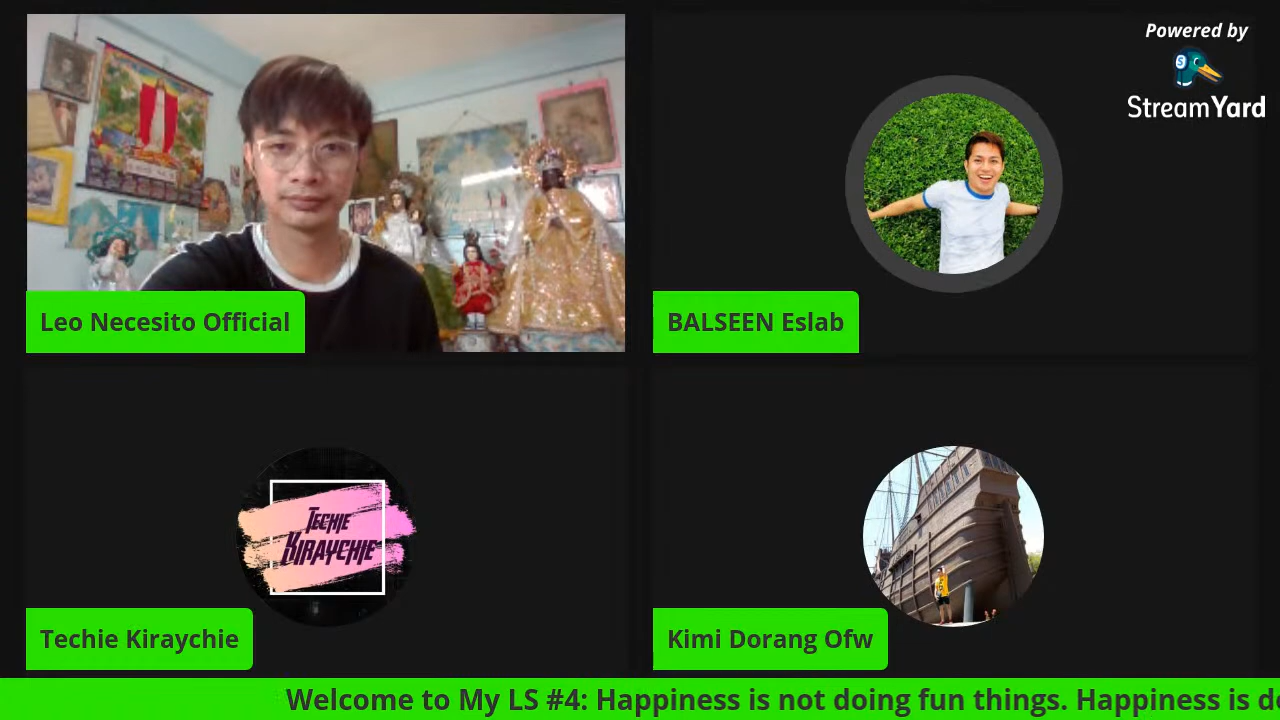 Powered by
StreamYard
Leo Necesito Official
BALSEEN Eslab
TECHIE
KIRAYCHIE
Techie Kiraychie
Kimi Dorang Ofw
Welcome to My LS #4: Happiness is not doing fun things. Happiness is d